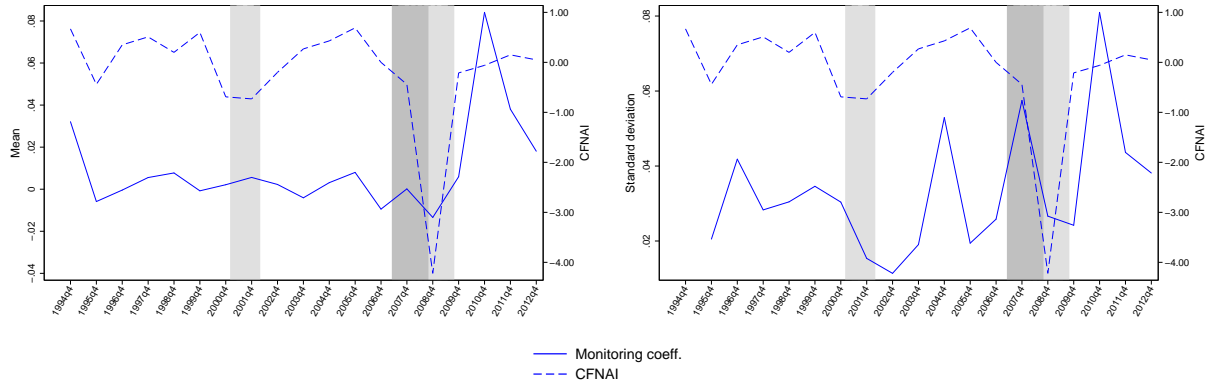 .08
.06
.04
.02
0
-.02
-.04
Mean
1.00
0.00
-1.00
-2.00
-3.00
-4.00
CFNAI
1994q4
1995q4
1996q4
1997q4
1998q4
1999q4
2000q4
2001q4
2002q4
2003q4
2004q4
2005q4
2006q4
2007q4
2008q4
2009q4
2010q4
2011q4
2012q4
.08
.06
.04
.02
Standard deviation
1.00
0.00
-1.00
-2.00
-3.00
-4.00
CFNAI
1994q4
1995q4
1996q4
1997q4
1998q4
1999q4
2000q4
2001q4
2002q4
2003q4
2004q4
2005q4
2006q4
2007q4
2008q4
2009q4
2010q4
2011q4
2012q4
Monitoring coeff.
CFNAI